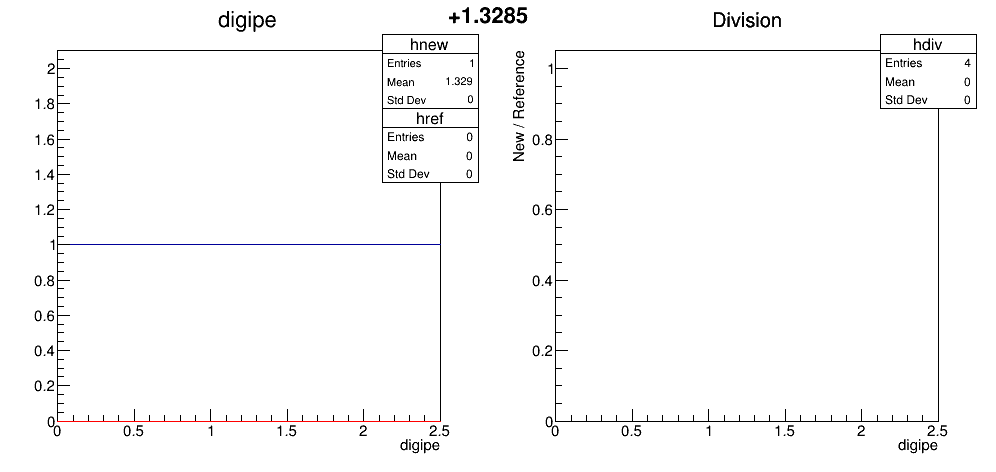 +1.3285
digipe
hnew
Entries 1
Mean 1.329
Std Dev 0
href
Entries 0
Mean 0
Std Dev 0
2
1.8
1.6
1.4
1.2
1
0.8
0.6
0.4
0.2
0
0 0.5 1 1.5 2 2.5
digipe
Division
hdiv
Entries 4
Mean 0
Std Dev 0
New / Reference
1
0.8
0.6
0.4
0.2
0
0 0.5 1 1.5 2 2.5
digipe